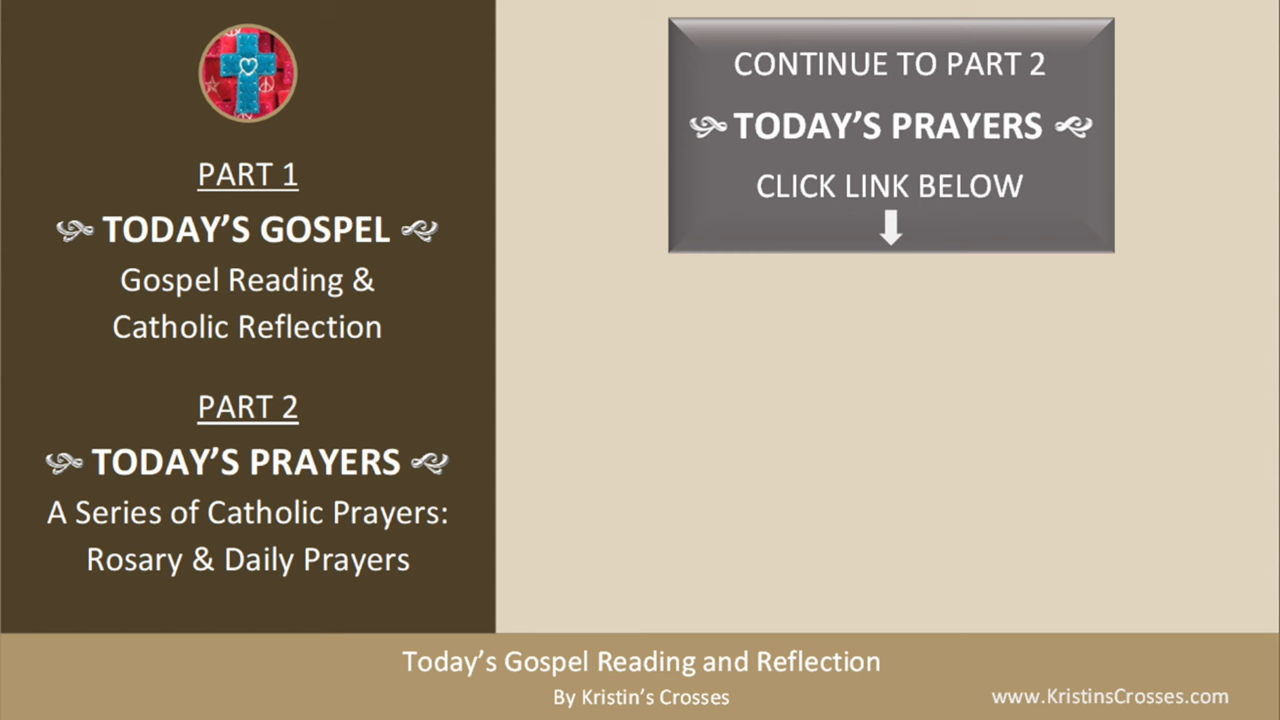 PART 1
TODAY’S GOSPEL
Gospel Reading &
Catholic Reflection
PART 2
TODAY’S PRAYERS
A Series of Catholic Prayers:
Rosary & Daily Prayers
CONTINUE TO PART 2
TODAY’S PRAYERS
CLICK LINK BELOW
Today’s Gospel Reading and Reflection
By Kristin’s Crosses
www.KristinsCrosses.com